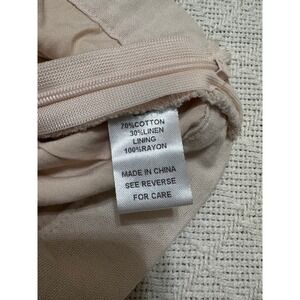 70%COTTON
30%LINEN
LINING
100%RAYON
MADE IN CHINA
SEE REVERSE
FOR CARE